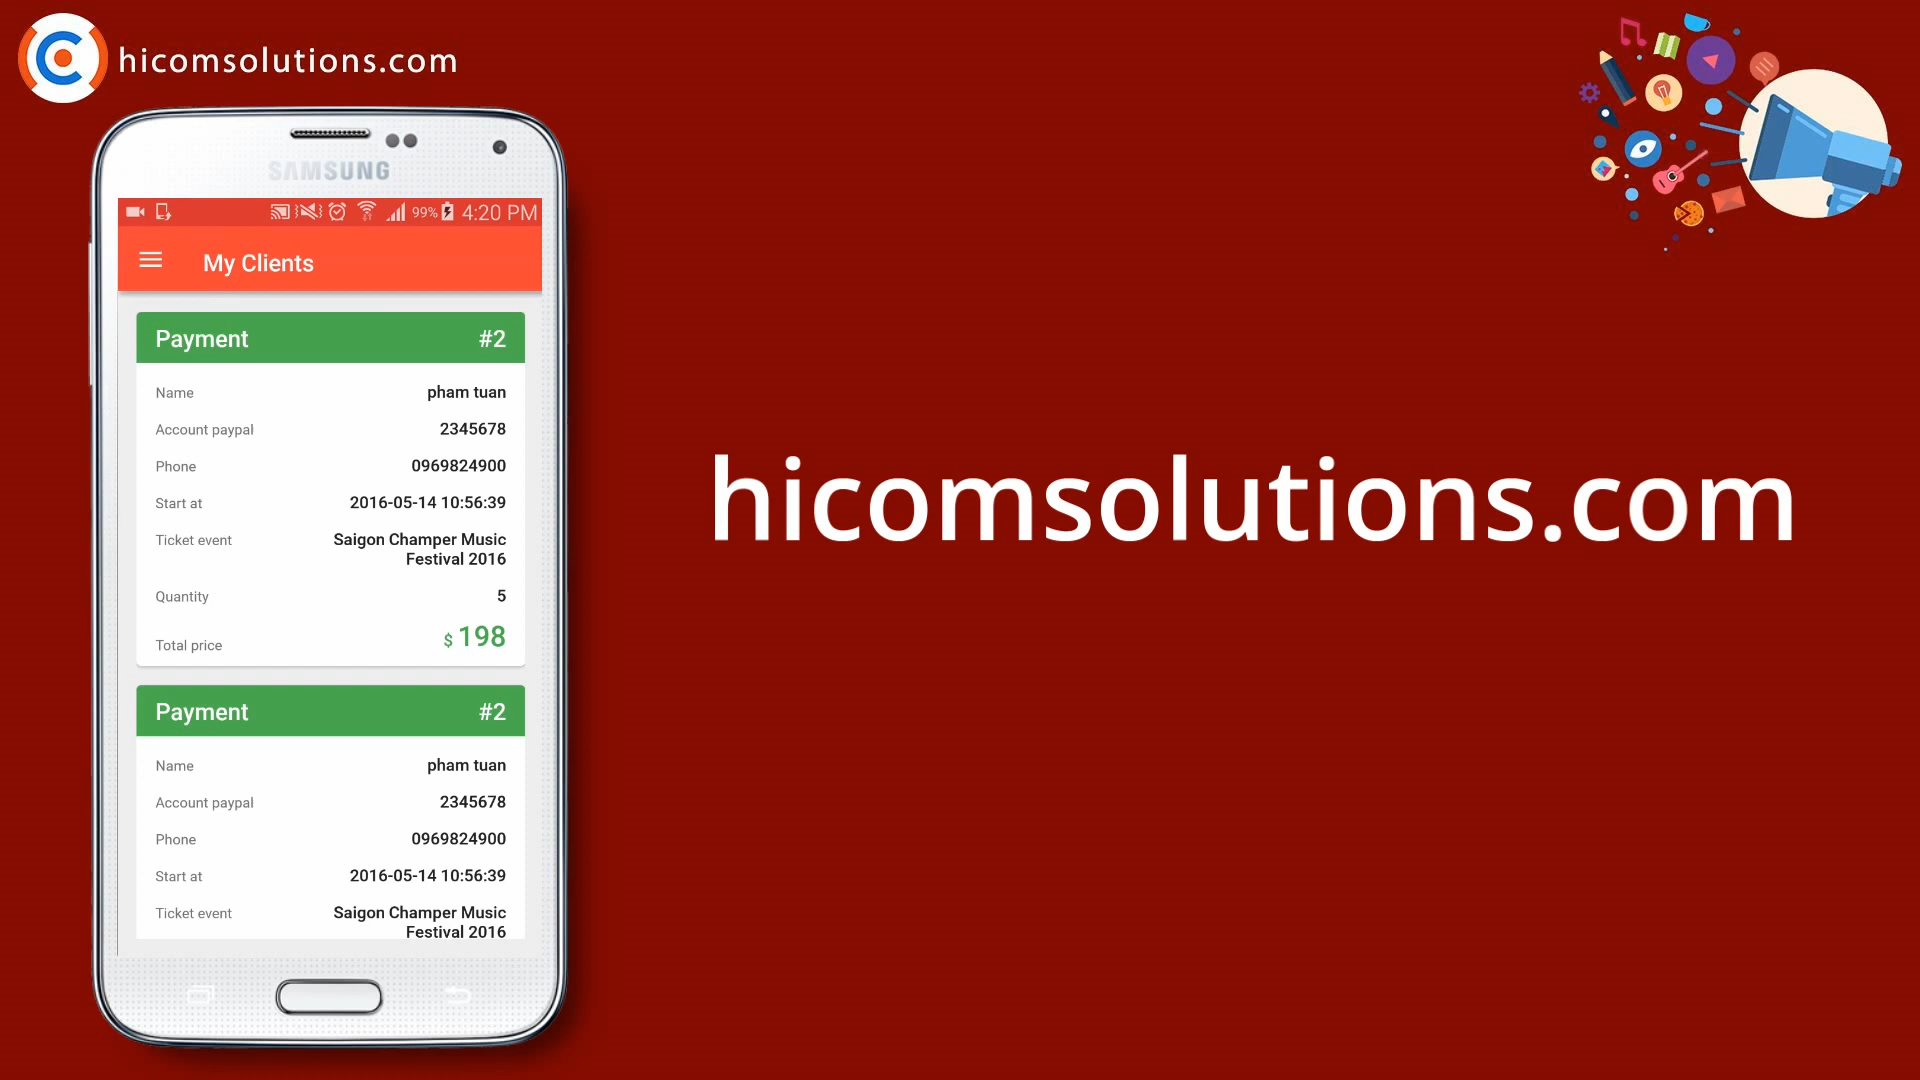 hicomsolutions.com
SAMSUNG
99% 4:20 PM
My Clients
Payment #2
Name pham tuan
Account paypal 2345678
Phone 0969824900
Start at 2016-05-14 10:56:39
Ticket event Saigon Champer Music
Festival 2016
Quantity 5
Total price $ 198
Payment #2
Name pham tuan
Account paypal 2345678
Phone 0969824900
Start at 2016-05-14 10:56:39
Ticket event Saigon Champer Music
Festival 2016
hicomsolutions.com